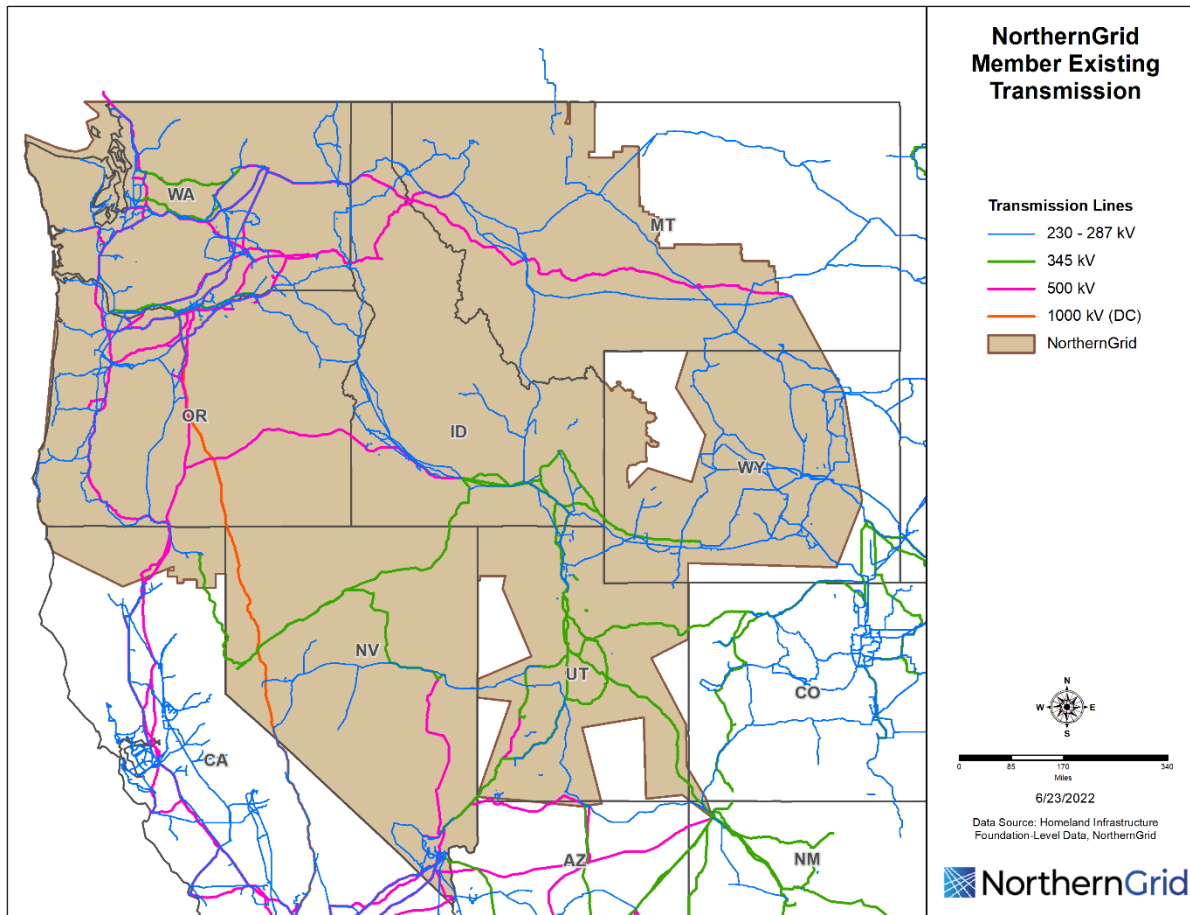 NorthernGrid
Member Existing
Transmission
Transmission Lines
230 - 287 kV
345 kV
500 kV
1000 kV (DC)
NorthernGrid
WA
MT
OR
ID
WY
NV
UT
CO
CA
AZ
NM
N
W
E
S
0
85
170
340
Miles
6/23/2022
Data Source: Homeland Infrastructure
Foundation-Level Data, NorthernGrid
NorthernGrid